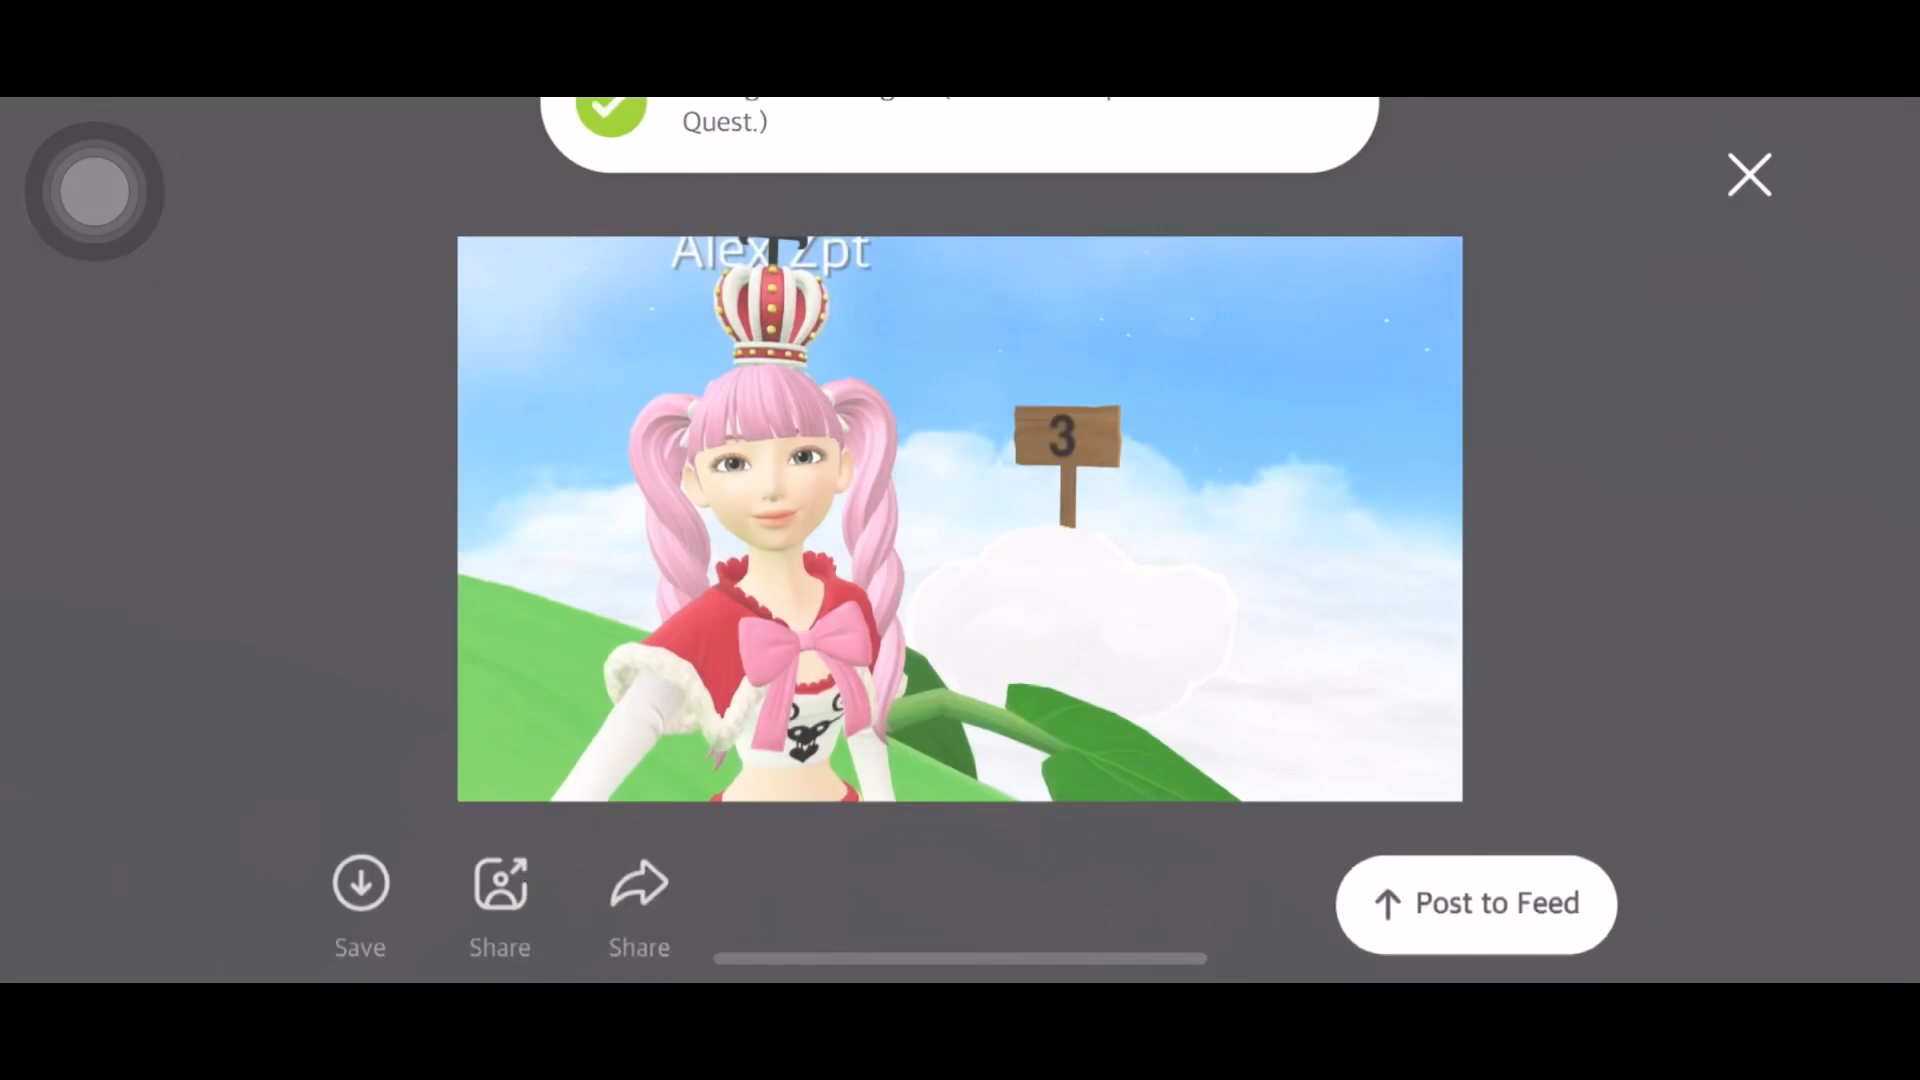 Quest.)
Alex Zpt
3
Save
Share
Share
Post to Feed